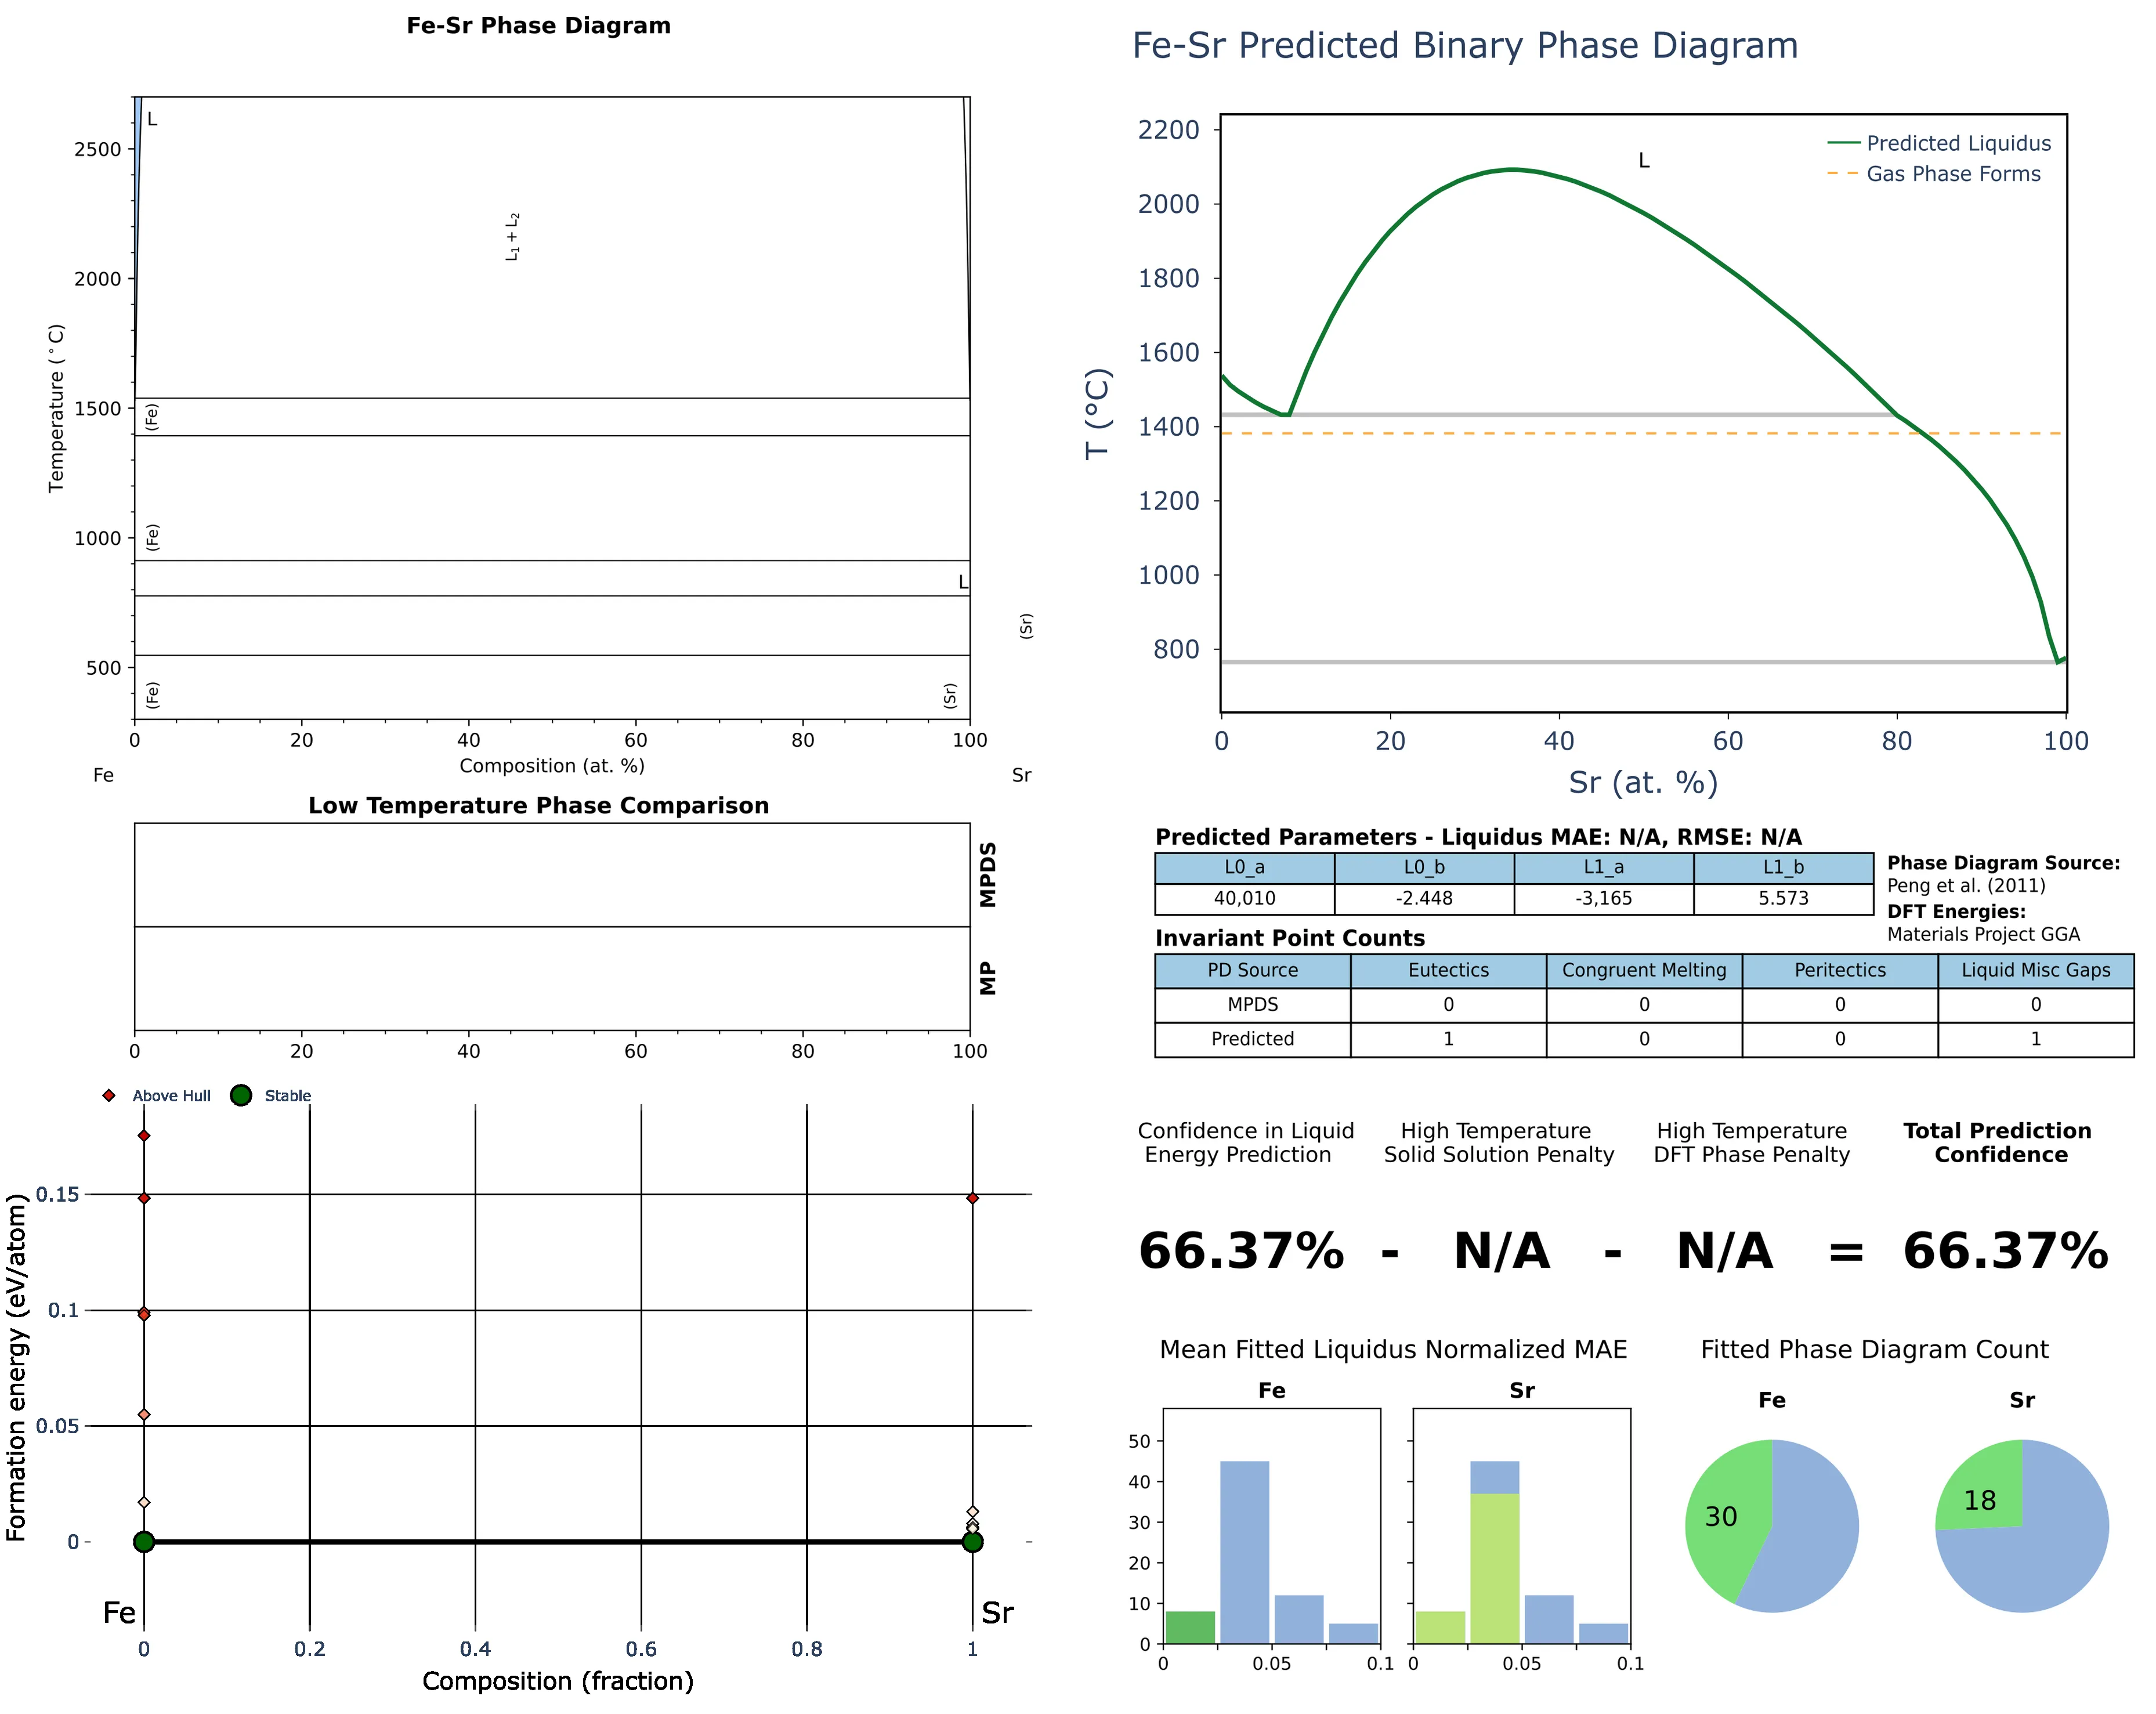 Fe-Sr Phase Diagram
L
L₁ + L₂
(Fe)
(Fe)
L
(Sr)
(Fe)
(Sr)
2500
2000
1500
1000
500
Temperature (°C)
0 20 40 60 80 100
Composition (at. %)
Fe Sr
Low Temperature Phase Comparison
MPDS
MP
0 20 40 60 80 100
Above Hull Stable
0.15
0.1
0.05
0
Formation energy (eV/atom)
Fe Sr
0 0.2 0.4 0.6 0.8 1
Composition (fraction)
Fe-Sr Predicted Binary Phase Diagram
L
Predicted Liquidus
Gas Phase Forms
2200
2000
1800
1600
1400
1200
1000
800
T (°C)
0 20 40 60 80 100
Sr (at. %)
Predicted Parameters - Liquidus MAE: N/A, RMSE: N/A
L0_a L0_b L1_a L1_b
40,010 -2.448 -3,165 5.573
Phase Diagram Source:
Peng et al. (2011)
DFT Energies:
Materials Project GGA
Invariant Point Counts
PD Source Eutectics Congruent Melting Peritectics Liquid Misc Gaps
MPDS 0 0 0 0
Predicted 1 0 0 1
Confidence in Liquid
Energy Prediction
High Temperature
Solid Solution Penalty
High Temperature
DFT Phase Penalty
Total Prediction
Confidence
66.37% - N/A - N/A = 66.37%
Mean Fitted Liquidus Normalized MAE
Fe Sr
50
40
30
20
10
0
0 0.05 0.1 0 0.05 0.1
Fitted Phase Diagram Count
Fe Sr
30 18